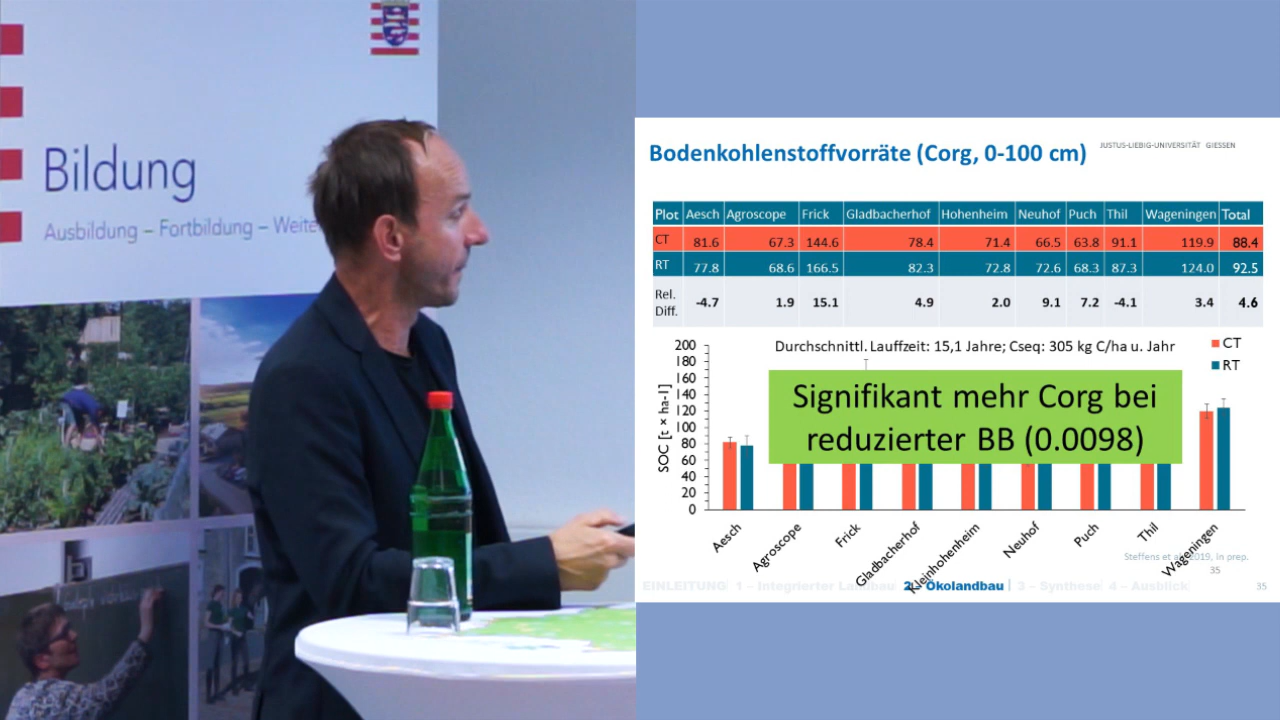 Bildung
Ausbildung – Fortbildung – Weite
Bodenkohlenstoffvorräte (Corg, 0-100 cm)
JUSTUS-LIEBIG-UNIVERSITÄT GIESSEN
Plot Aesch Agroscope Frick Gladbacherhof Hohenheim Neuhof Puch Thil Wageningen Total
CT 81.6 67.3 144.6 78.4 71.4 66.5 63.8 91.1 119.9 88.4
RT 77.8 68.6 166.5 82.3 72.8 72.6 68.3 87.3 124.0 92.5
Rel. Diff. -4.7 1.9 15.1 4.9 2.0 9.1 7.2 -4.1 3.4 4.6
Durchschnittl. Lauffzeit: 15,1 Jahre; Cseq: 305 kg C/ha u. Jahr
CT
RT
Signifikant mehr Corg bei
reduzierter BB (0.0098)
SOC [t × ha-1]
200
180
160
140
120
100
80
60
40
20
0
Aesch Agroscope Frick Gladbacherhof Kleinhohenheim Neuhof Puch Thil Wageningen
Steffens et al. 2019, in prep.
35
EINLEITUNG 1 – Integrierter Landbau 2 – Ökolandbau | 3 – Synthese 4 – Ausblick
35